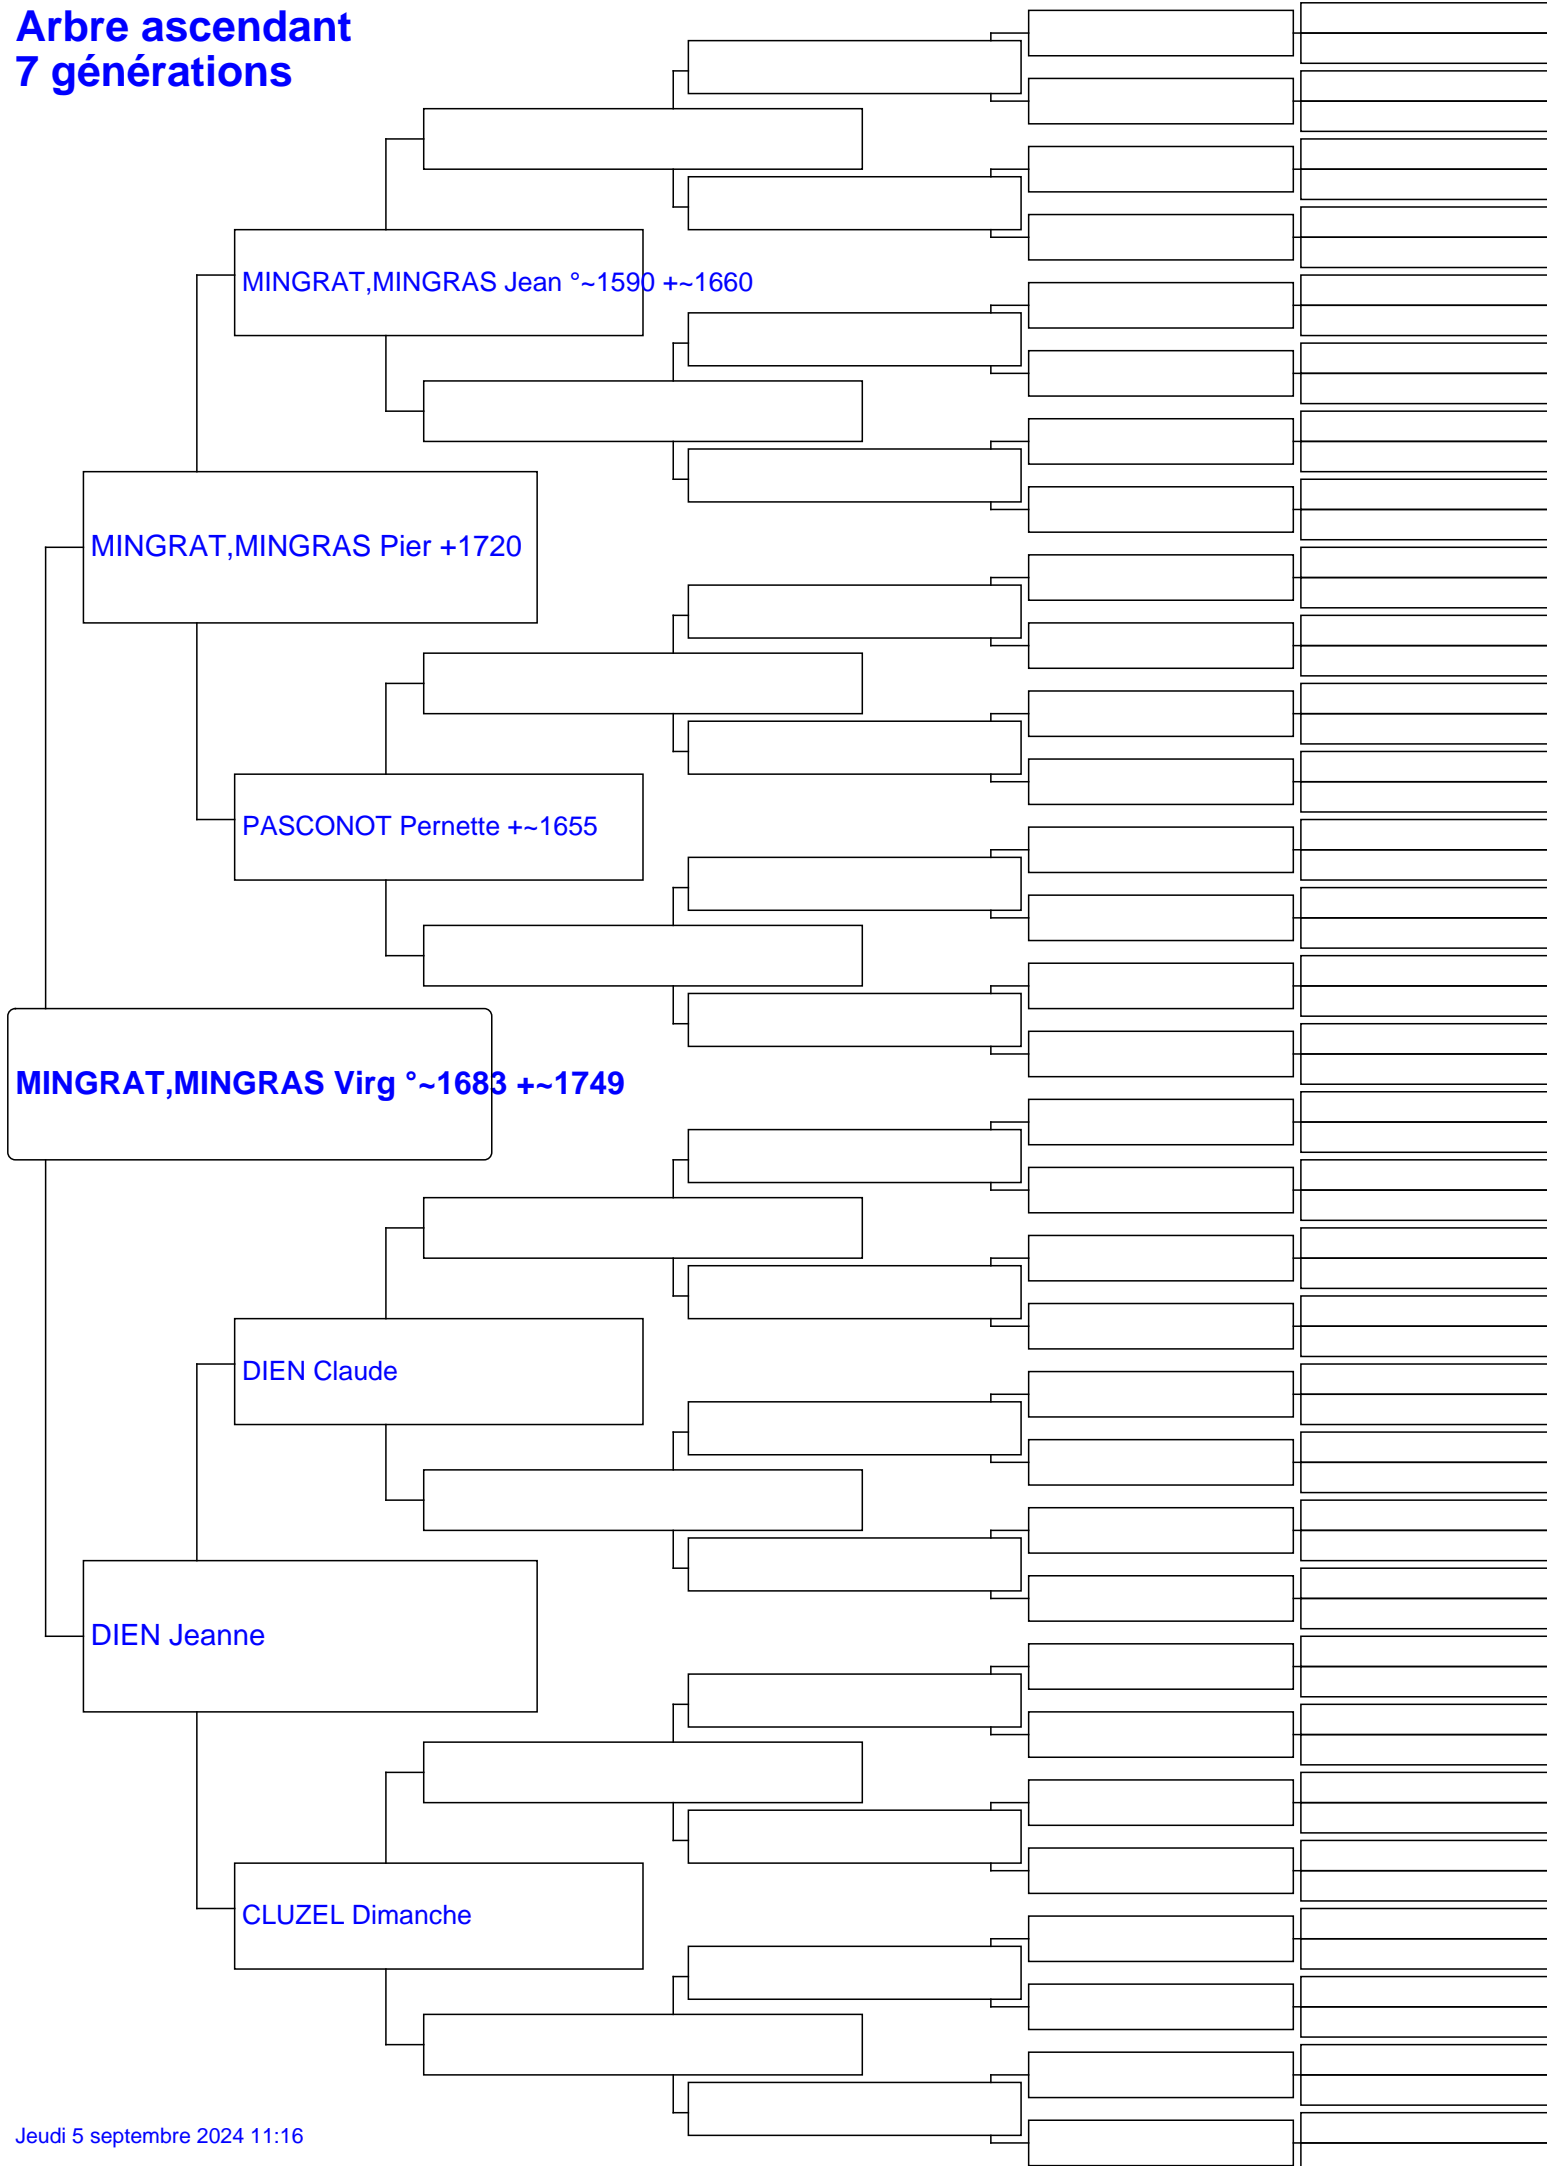 Arbre ascendant
7 générations
MINGRAT,MINGRAS Jean °~1590 +~1660
MINGRAT,MINGRAS Pier +1720
PASCONOT Pernette +~1655
MINGRAT,MINGRAS Virg °~1683 +~1749
DIEN Claude
DIEN Jeanne
CLUZEL Dimanche
Jeudi 5 septembre 2024 11:16